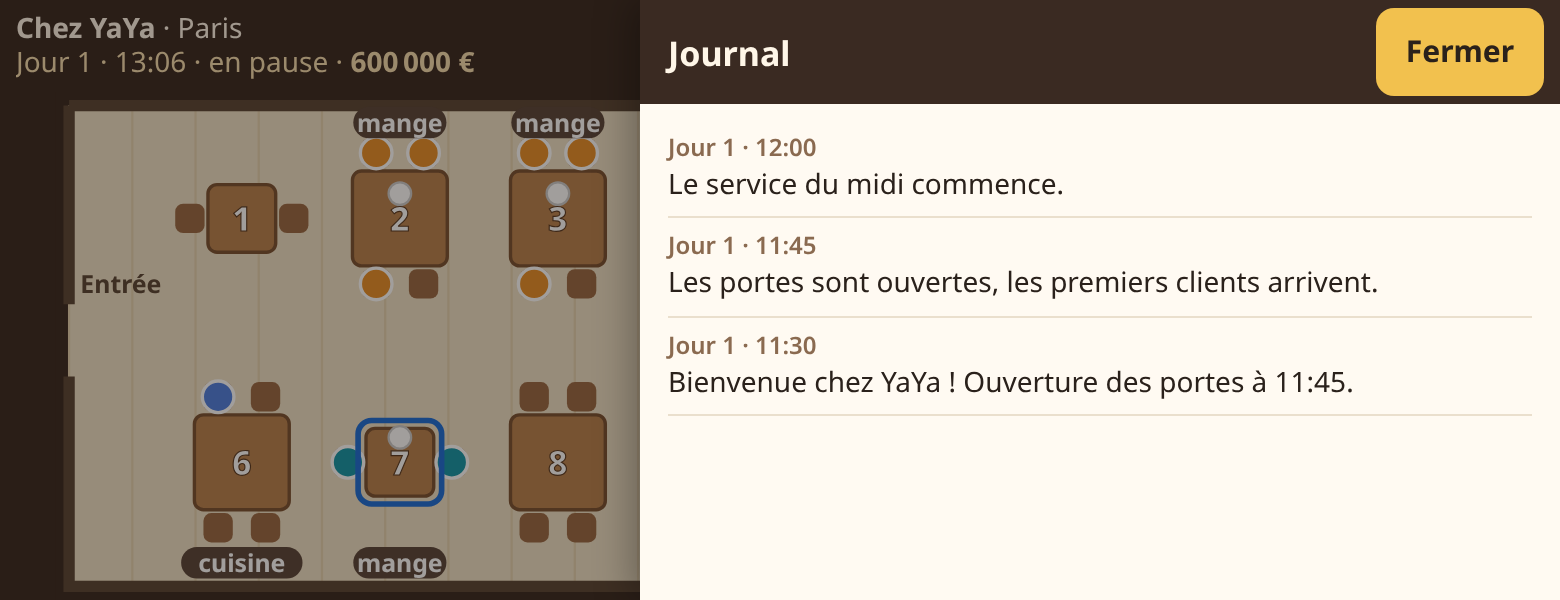 Chez YaYa · Paris
Jour 1 · 13:06 · en pause · 600 000 €
mange
mange
1
2
3
Entrée
6
7
8
cuisine
mange
Journal
Fermer
Jour 1 · 12:00
Le service du midi commence.
Jour 1 · 11:45
Les portes sont ouvertes, les premiers clients arrivent.
Jour 1 · 11:30
Bienvenue chez YaYa ! Ouverture des portes à 11:45.